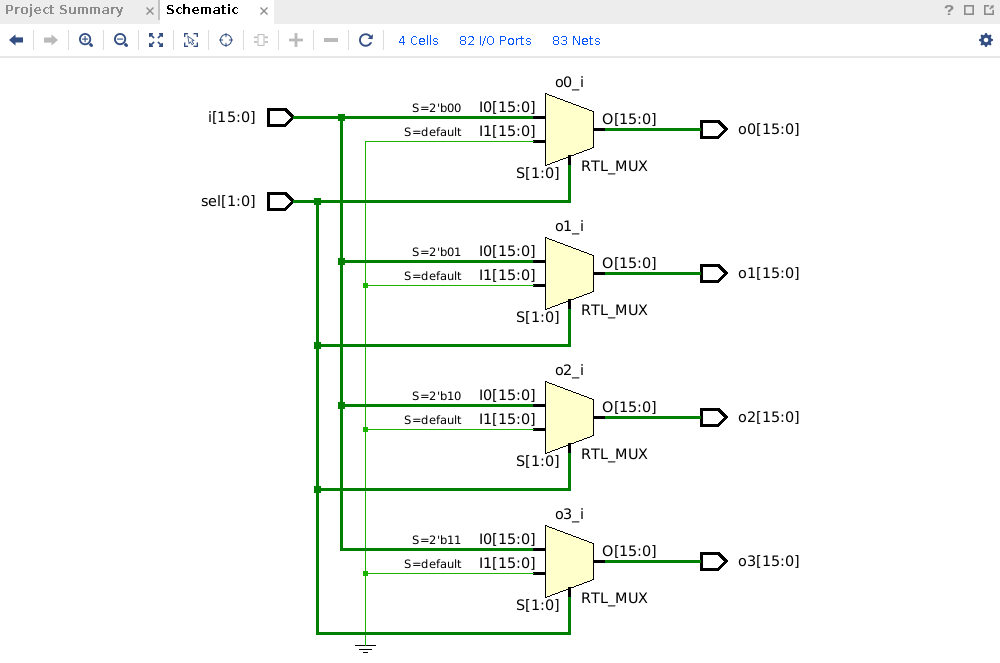 Project Summary × Schematic × ?
4 Cells 82 I/O Ports 83 Nets
o0_i
i[15:0] S=2'b00 I0[15:0] O[15:0] o0[15:0]
S=default I1[15:0]
S[1:0] RTL_MUX
sel[1:0]
o1_i
S=2'b01 I0[15:0] O[15:0] o1[15:0]
S=default I1[15:0]
S[1:0] RTL_MUX
o2_i
S=2'b10 I0[15:0] O[15:0] o2[15:0]
S=default I1[15:0]
S[1:0] RTL_MUX
o3_i
S=2'b11 I0[15:0] O[15:0] o3[15:0]
S=default I1[15:0]
S[1:0] RTL_MUX